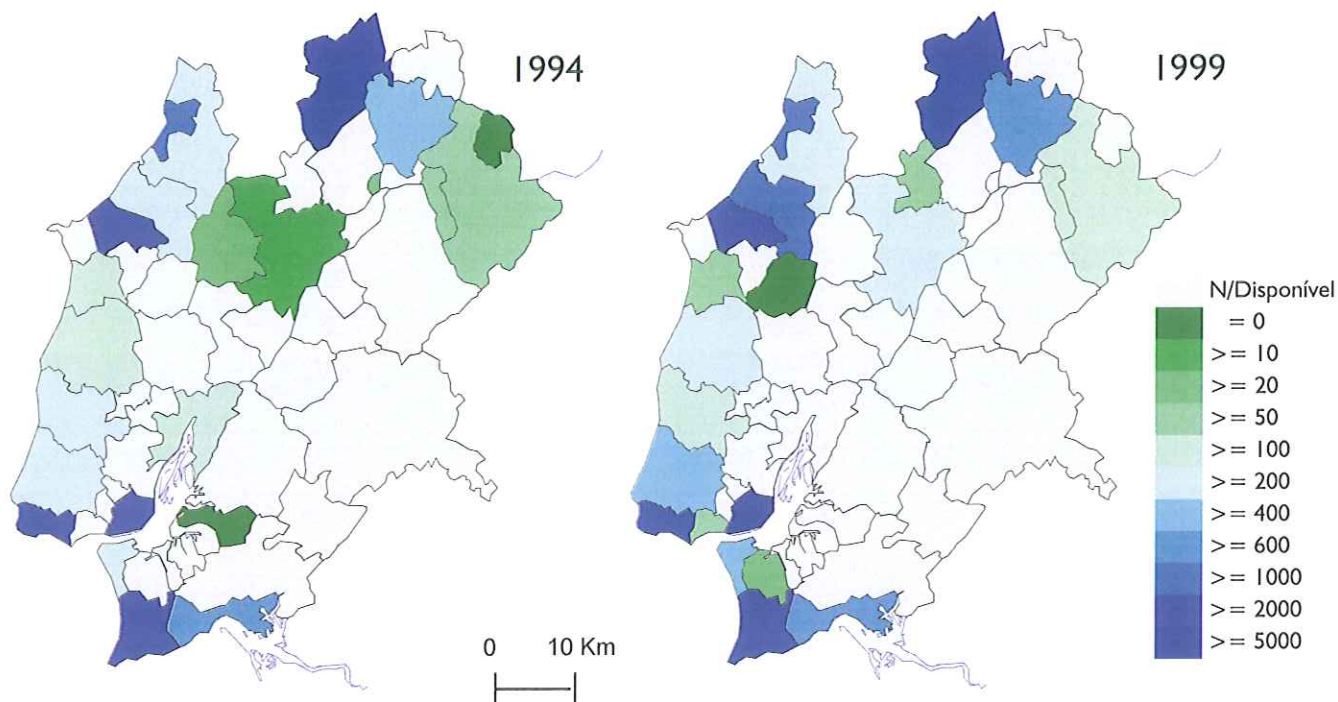 1994
1999
N/Disponível
= 0
> = 10
> = 20
> = 50
> = 100
> = 200
> = 400
> = 600
> = 1000
> = 2000
> = 5000
0 10 Km